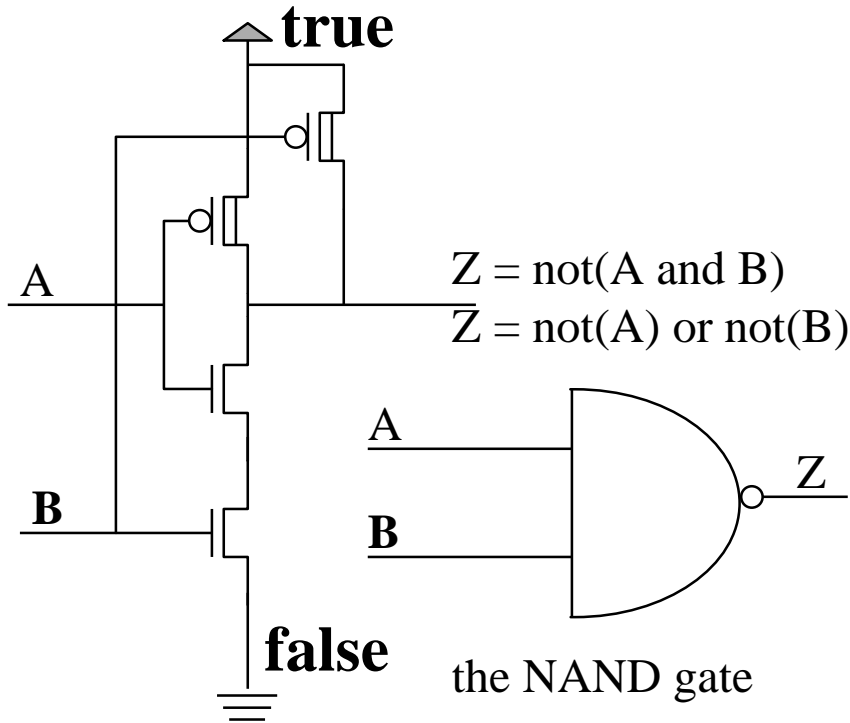 true
A
Z = not(A and B)
Z = not(A) or not(B)
A
Z
B
B
false
the NAND gate